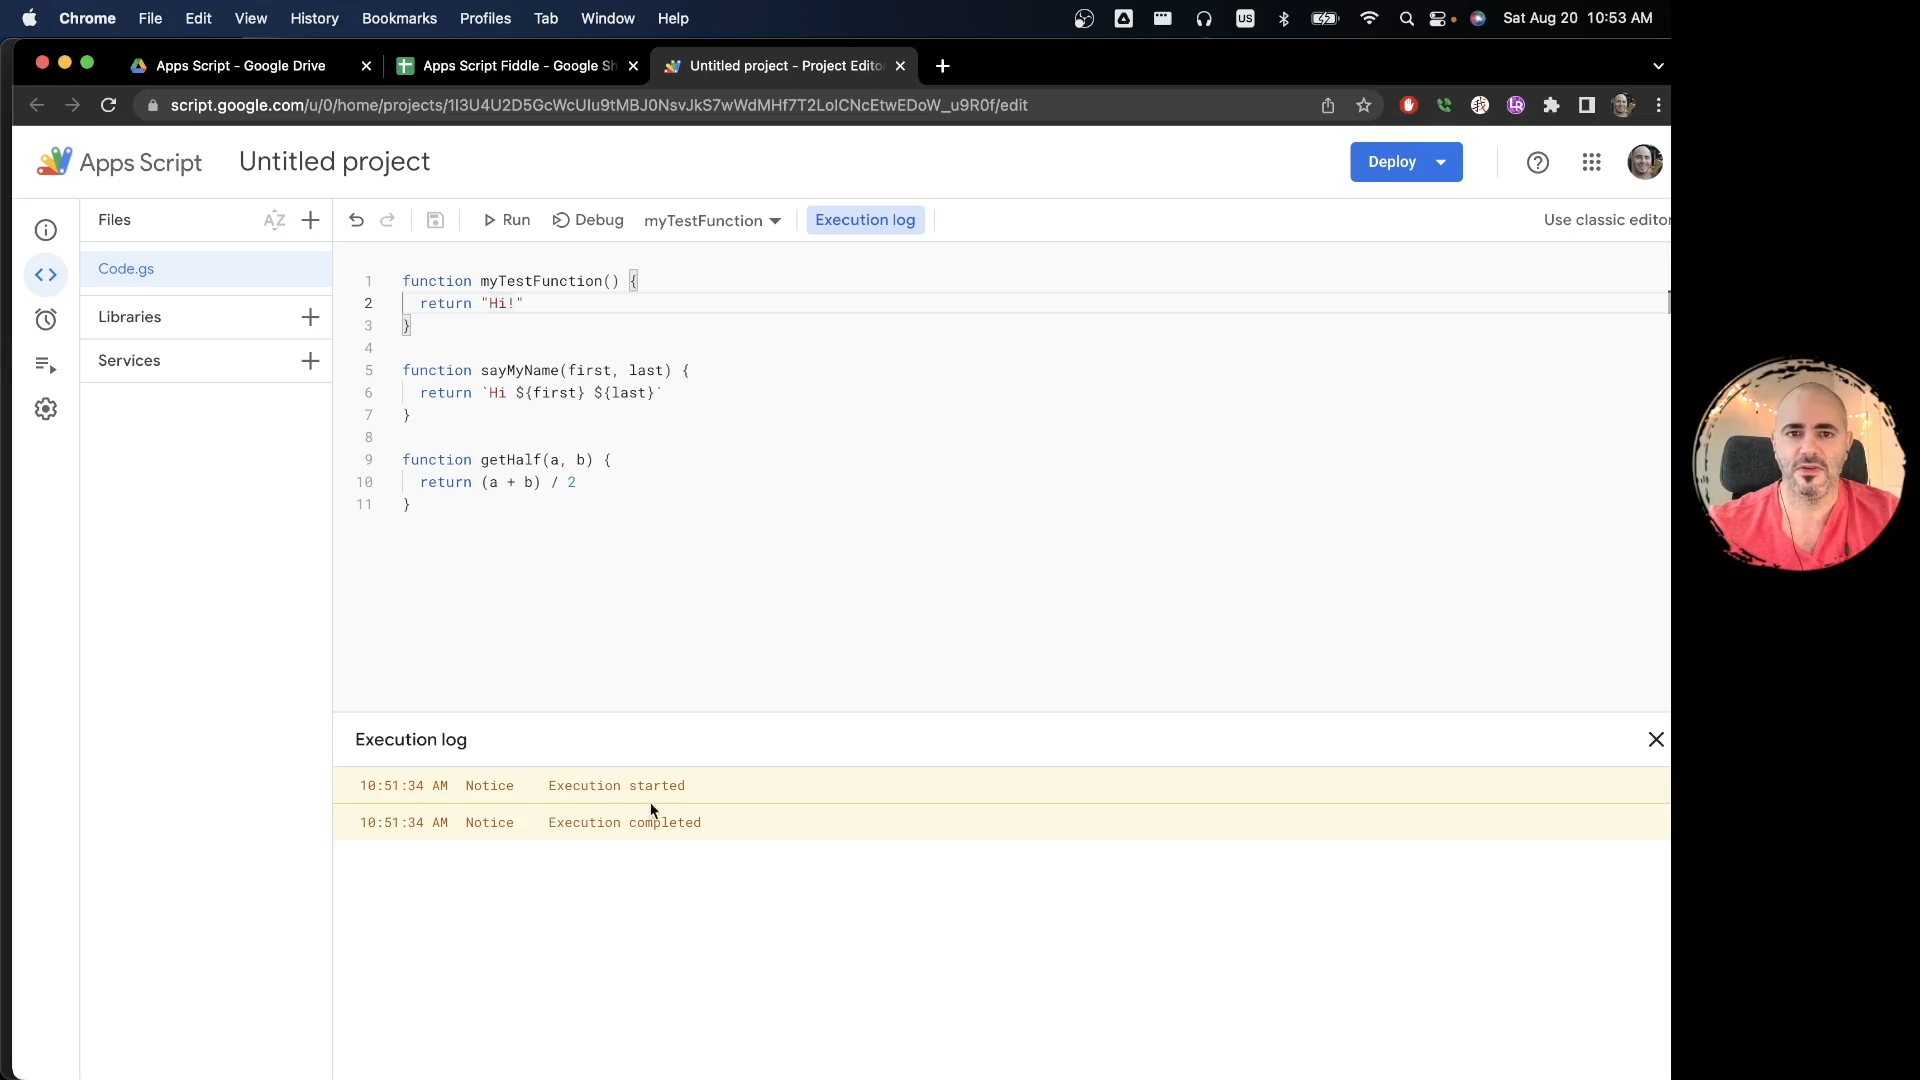 Chrome File Edit View History Bookmarks Profiles Tab Window Help US Sat Aug 20 10:53 AM
Apps Script - Google Drive Apps Script Fiddle - Google Sh Untitled project - Project Edito
script.google.com/u/0/home/projects/1I3U4U2D5GcWcUIu9tMBJ0NsvJkS7wWdMHf7T2LoICNcEtwEDoW_u9R0f/edit
Apps Script Untitled project Deploy
Files AZ Run Debug myTestFunction Execution log Use classic editor
Code.gs
Libraries
Services
1 function myTestFunction() {
2 return "Hi!"
3 }
4
5 function sayMyName(first, last) {
6 return `Hi ${first} ${last}`
7 }
8
9 function getHalf(a, b) {
10 return (a + b) / 2
11 }
Execution log
10:51:34 AM Notice Execution started
10:51:34 AM Notice Execution completed